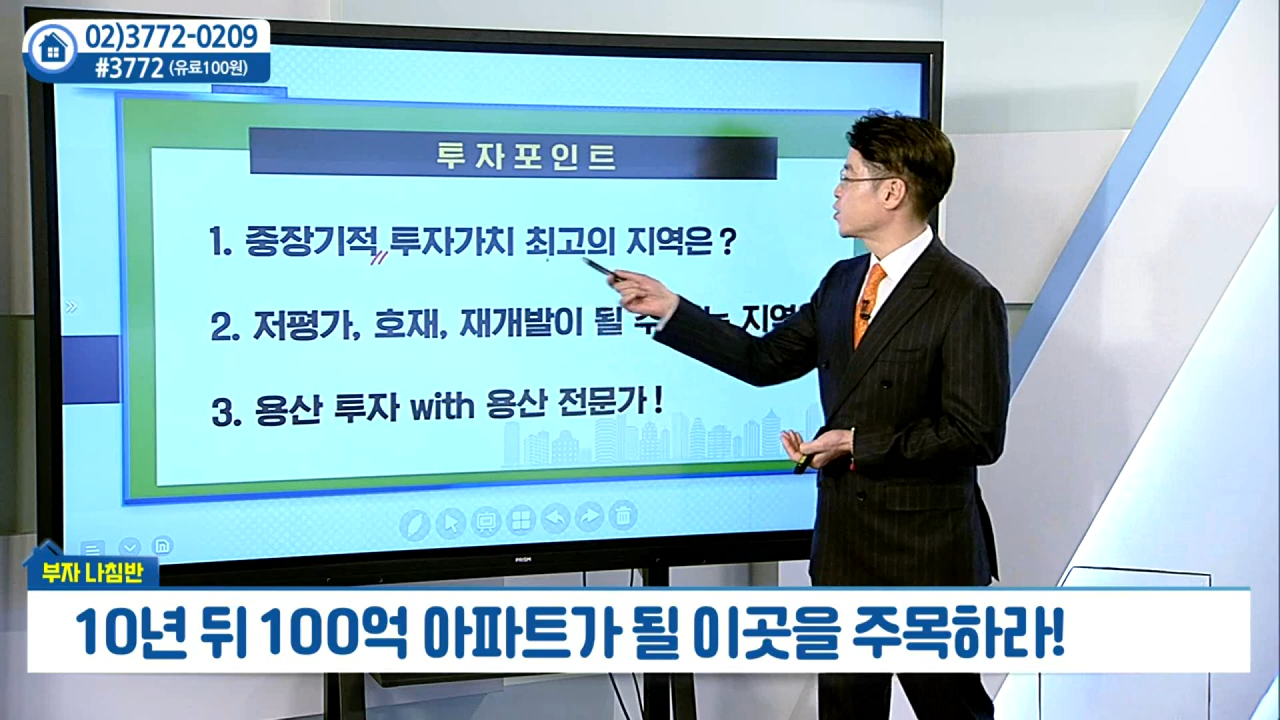 02)3772-0209
#3772 (유료100원)
투자포인트
1. 중장기적 투자가치 최고의 지역은?
2. 저평가, 호재, 재개발이 될 수 지역
3. 용산 투자 with 용산 전문가!
PRISM
부자 나침반
10년 뒤 100억 아파트가 될 이곳을 주목하라!